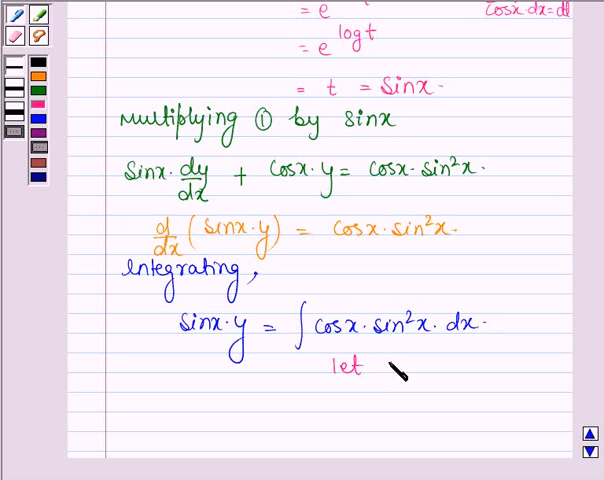 = e
cosx dx = dt
= e^{log t}
= t = Sinx.
Multiplying ① by sinx
Sinx. dy/dx + cosx.y = cosx. sin²x.
d/dx (sinx.y) = cosx. sin²x.
Integrating,
sinx.y = ∫ cosx. sin²x. dx.
let